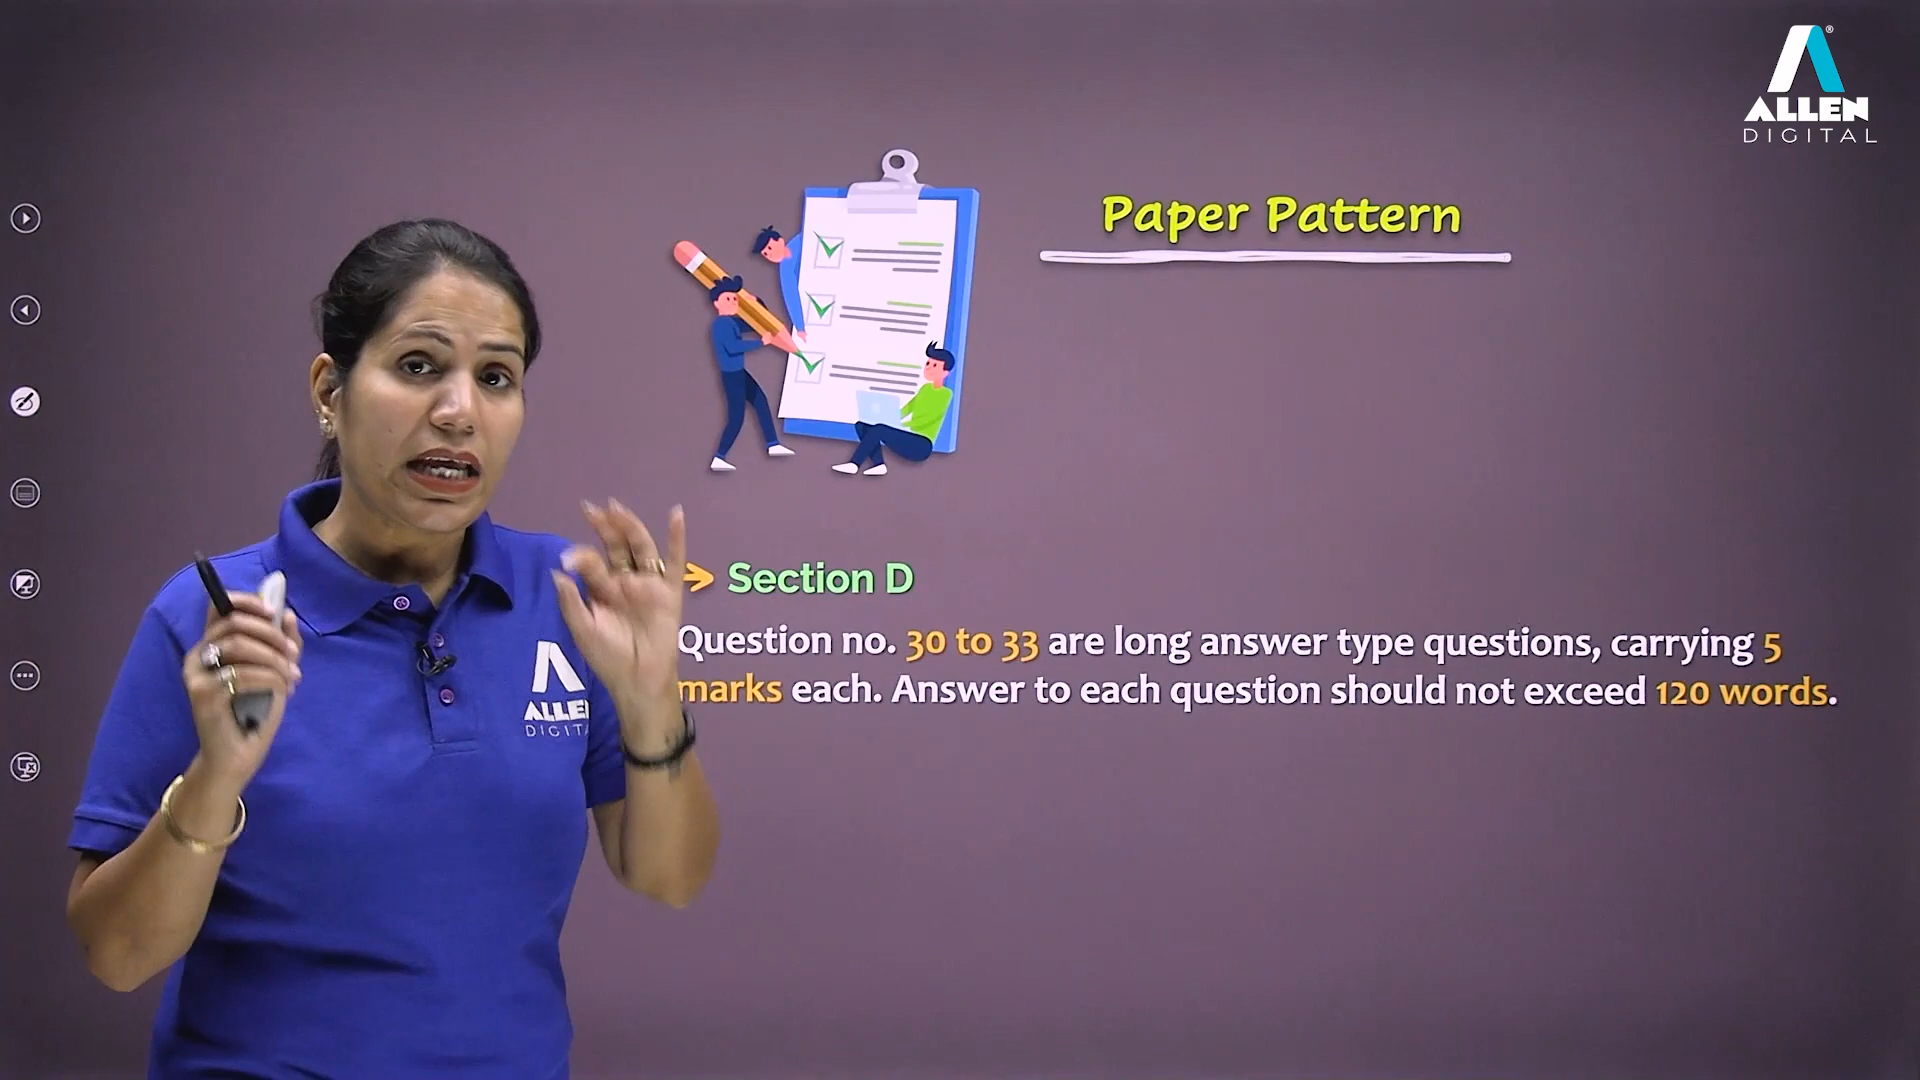 ALLEN
DIGITAL
Paper Pattern
Section D
Question no. 30 to 33 are long answer type questions, carrying 5
marks each. Answer to each question should not exceed 120 words.
ALLEN
DIGITAL